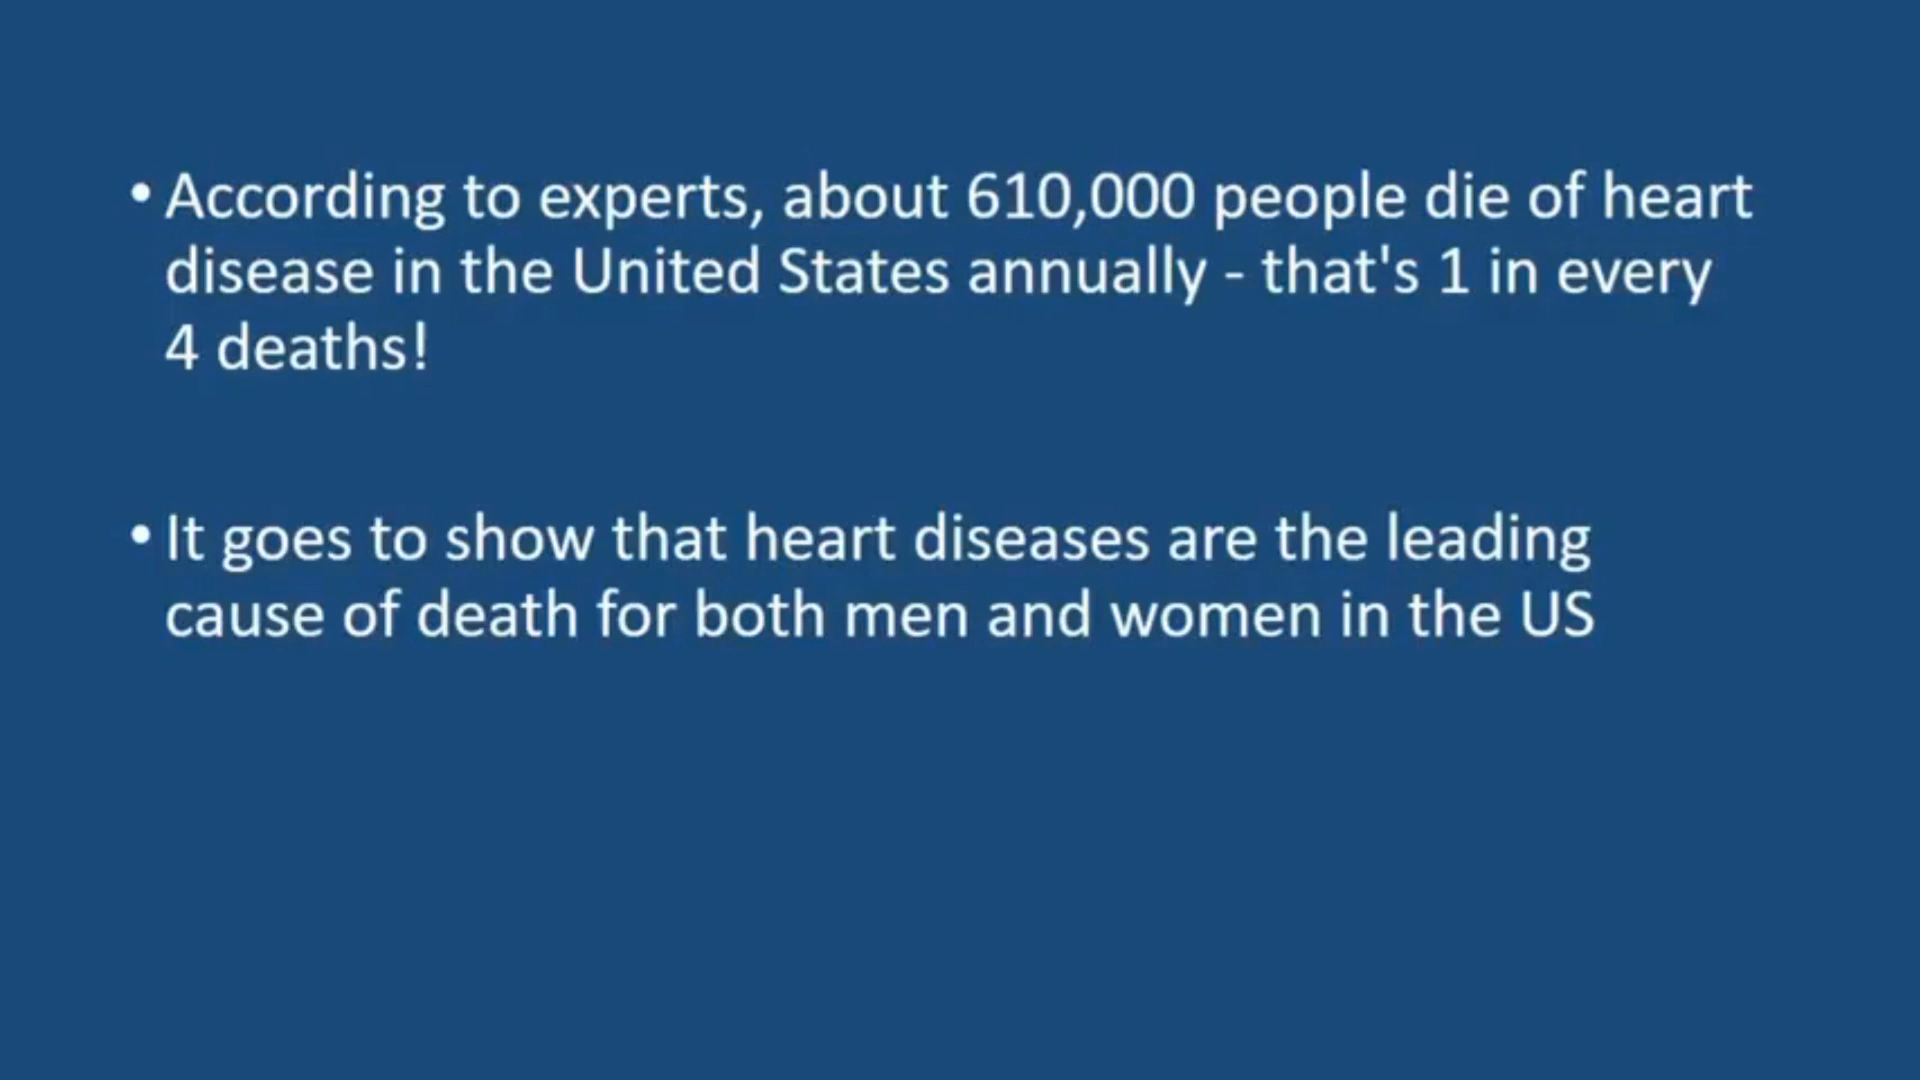 • According to experts, about 610,000 people die of heart
disease in the United States annually - that's 1 in every
4 deaths!
• It goes to show that heart diseases are the leading
cause of death for both men and women in the US